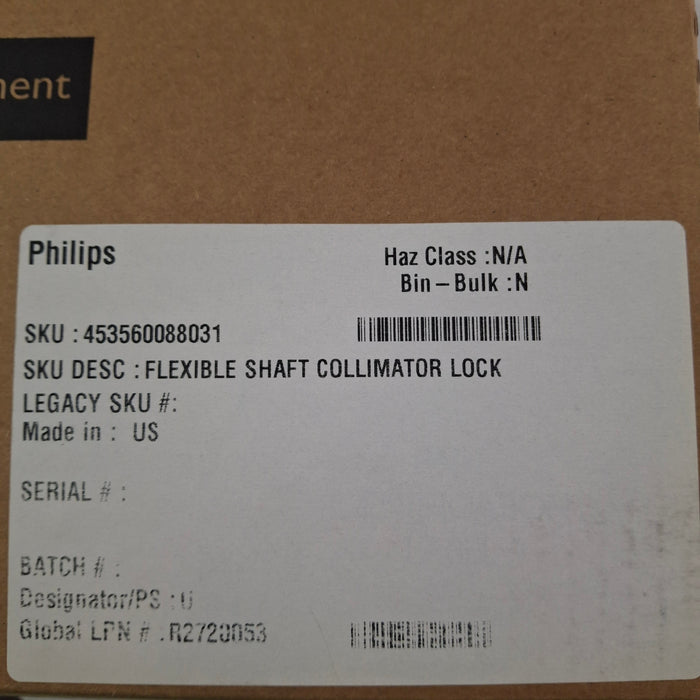 Philips
Haz Class :N/A
Bin-Bulk :N
SKU : 453560088031
SKU DESC : FLEXIBLE SHAFT COLLIMATOR LOCK
LEGACY SKU #:
Made in : US
SERIAL # :
BATCH # :
Designator/PS : U
Global LPN # : R2720053